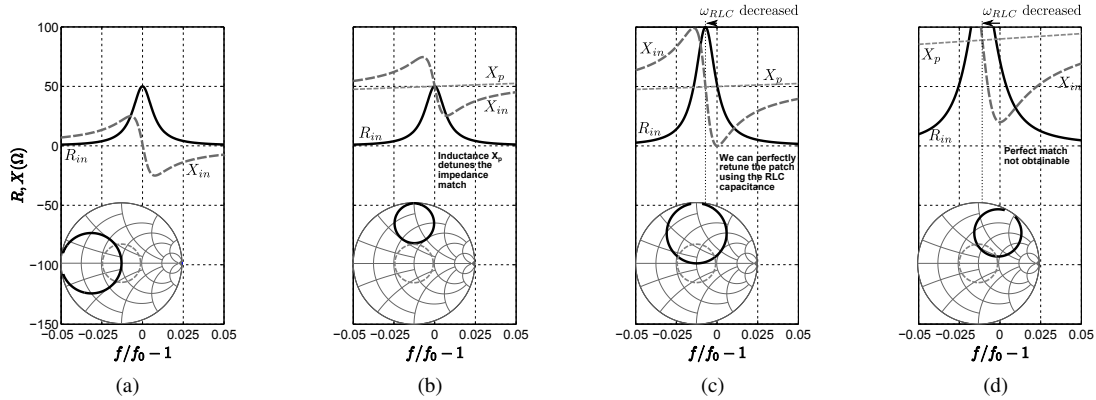 ω_RLC decreased
ω_RLC decreased
R, X(Ω)
100
50
0
−50
−100
−150
R_in
X_in
−0.05 −0.025 0 0.025 0.05
f/f₀ − 1
(a)
X_p
X_in
R_in
Inductance X_p
detunes the
impedance
match
−0.05 −0.025 0 0.025 0.05
f/f₀ − 1
(b)
X_in
X_p
R_in
We can perfectly
retune the patch
using the RLC
capacitance
−0.05 −0.025 0 0.025 0.05
f/f₀ − 1
(c)
X_p
X_in
R_in
Perfect match
not obtainable
−0.05 −0.025 0 0.025 0.05
f/f₀ − 1
(d)